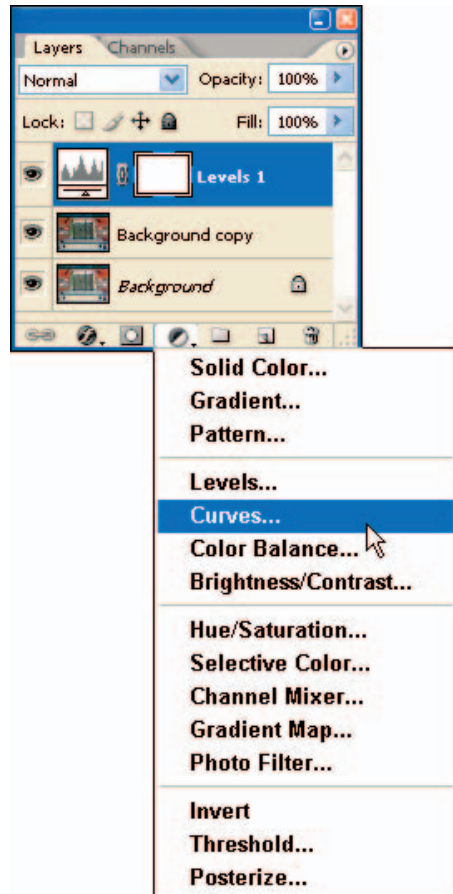 Layers Channels
Normal Opacity: 100%
Lock: Fill: 100%
Levels 1
Background copy
Background
Solid Color...
Gradient...
Pattern...
Levels...
Curves...
Color Balance...
Brightness/Contrast...
Hue/Saturation...
Selective Color...
Channel Mixer...
Gradient Map...
Photo Filter...
Invert
Threshold...
Posterize...